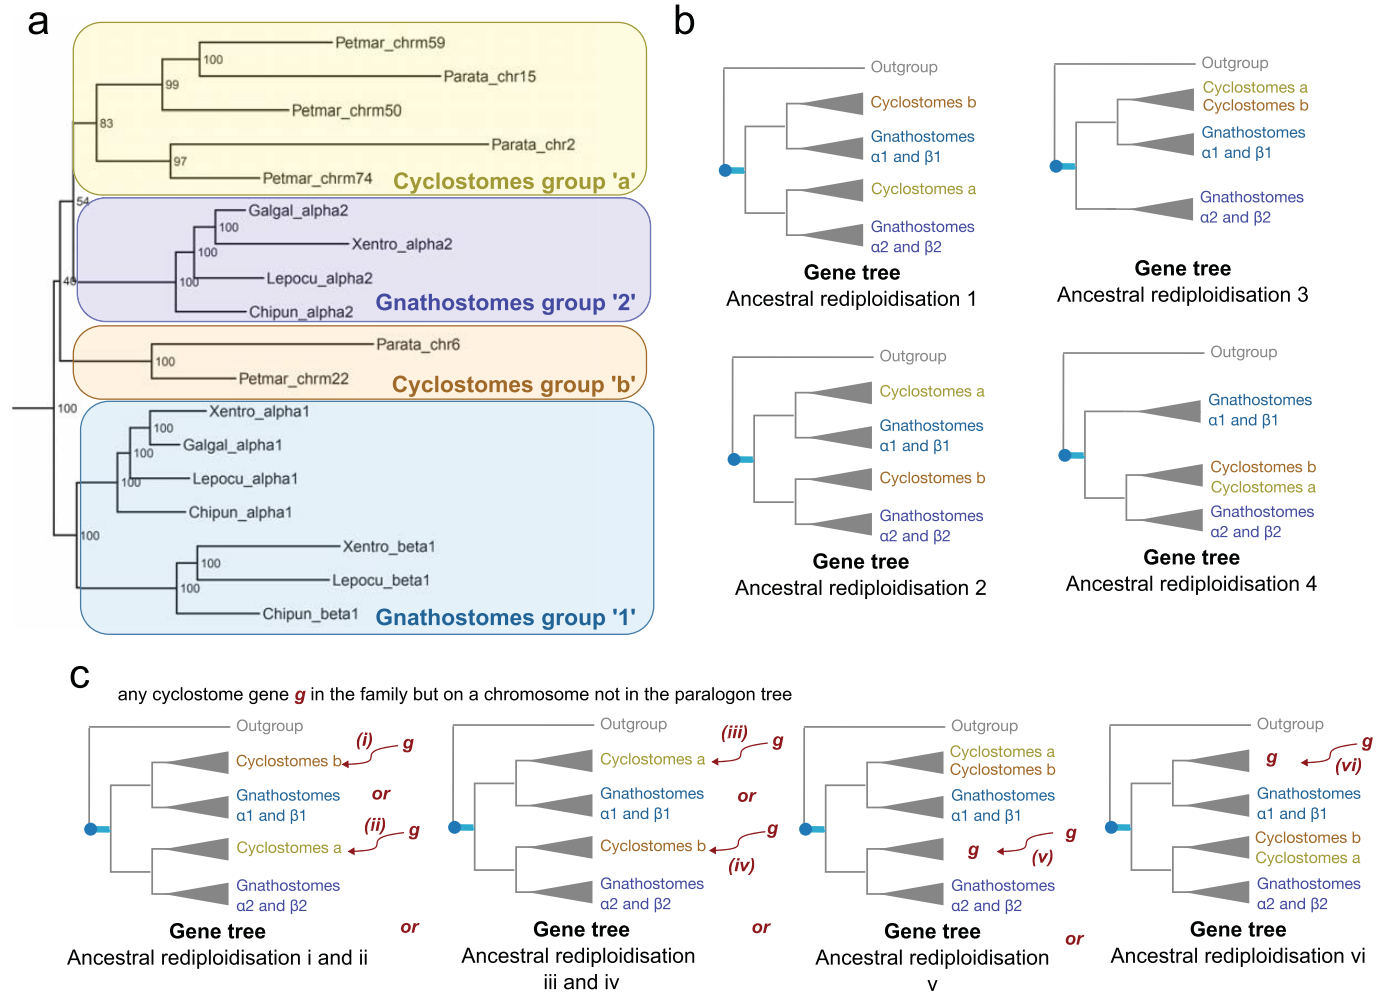 a
Petmar_chrm59
100
Parata_chr15
99
Petmar_chrm50
83
Parata_chr2
97
Petmar_chrm74
Cyclostomes group 'a'
54
Galgal_alpha2
100
Xentro_alpha2
100
Lepocu_alpha2
100
Gnathostomes group '2'
Chipun_alpha2
Parata_chr6
100
Petmar_chrm22
Cyclostomes group 'b'
100
Xentro_alpha1
100
Galgal_alpha1
100
Lepocu_alpha1
100
Chipun_alpha1
100
Xentro_beta1
100
Lepocu_beta1
100
Chipun_beta1
Gnathostomes group '1'
b
Outgroup
Cyclostomes b
Gnathostomes
α1 and β1
Cyclostomes a
Gnathostomes
α2 and β2
Gene tree
Ancestral rediploidisation 1
Outgroup
Cyclostomes a
Cyclostomes b
Gnathostomes
α1 and β1
Gnathostomes
α2 and β2
Gene tree
Ancestral rediploidisation 3
Outgroup
Cyclostomes a
Gnathostomes
α1 and β1
Cyclostomes b
Gnathostomes
α2 and β2
Gene tree
Ancestral rediploidisation 2
Outgroup
Gnathostomes
α1 and β1
Cyclostomes b
Cyclostomes a
Gnathostomes
α2 and β2
Gene tree
Ancestral rediploidisation 4
c
any cyclostome gene g in the family but on a chromosome not in the paralogon tree
Outgroup
(i) g
Cyclostomes b
Gnathostomes
α1 and β1
or
(ii) g
Cyclostomes a
Gnathostomes
α2 and β2
Gene tree
Ancestral rediploidisation i and ii
or
Outgroup
(iii) g
Cyclostomes a
Gnathostomes
α1 and β1
or
g
Cyclostomes b
(iv)
Gnathostomes
α2 and β2
Gene tree
Ancestral rediploidisation
iii and iv
or
Outgroup
Cyclostomes a
Cyclostomes b
Gnathostomes
α1 and β1
g
g
(v)
Gnathostomes
α2 and β2
Gene tree
Ancestral rediploidisation
v
or
Outgroup
g
g
(vi)
Gnathostomes
α1 and β1
Cyclostomes b
Cyclostomes a
Gnathostomes
α2 and β2
Gene tree
Ancestral rediploidisation vi